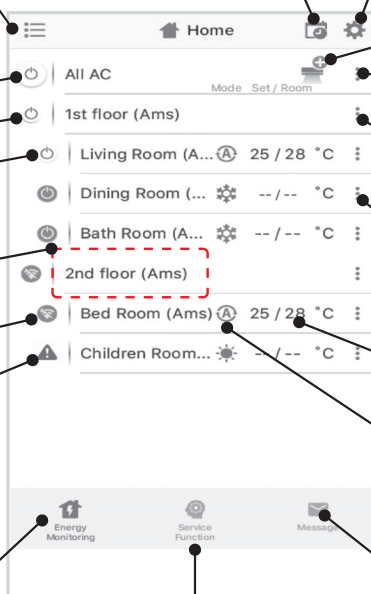 Home
All AC
Mode Set / Room
1st floor (Ams)
Living Room (A... A 25 / 28 °C
Dining Room (... -- / -- °C
Bath Room (A... -- / -- °C
2nd floor (Ams)
Bed Room (Ams) A 25 / 28 °C
Children Room... -- / -- °C
Energy Monitoring
Service Function
Message